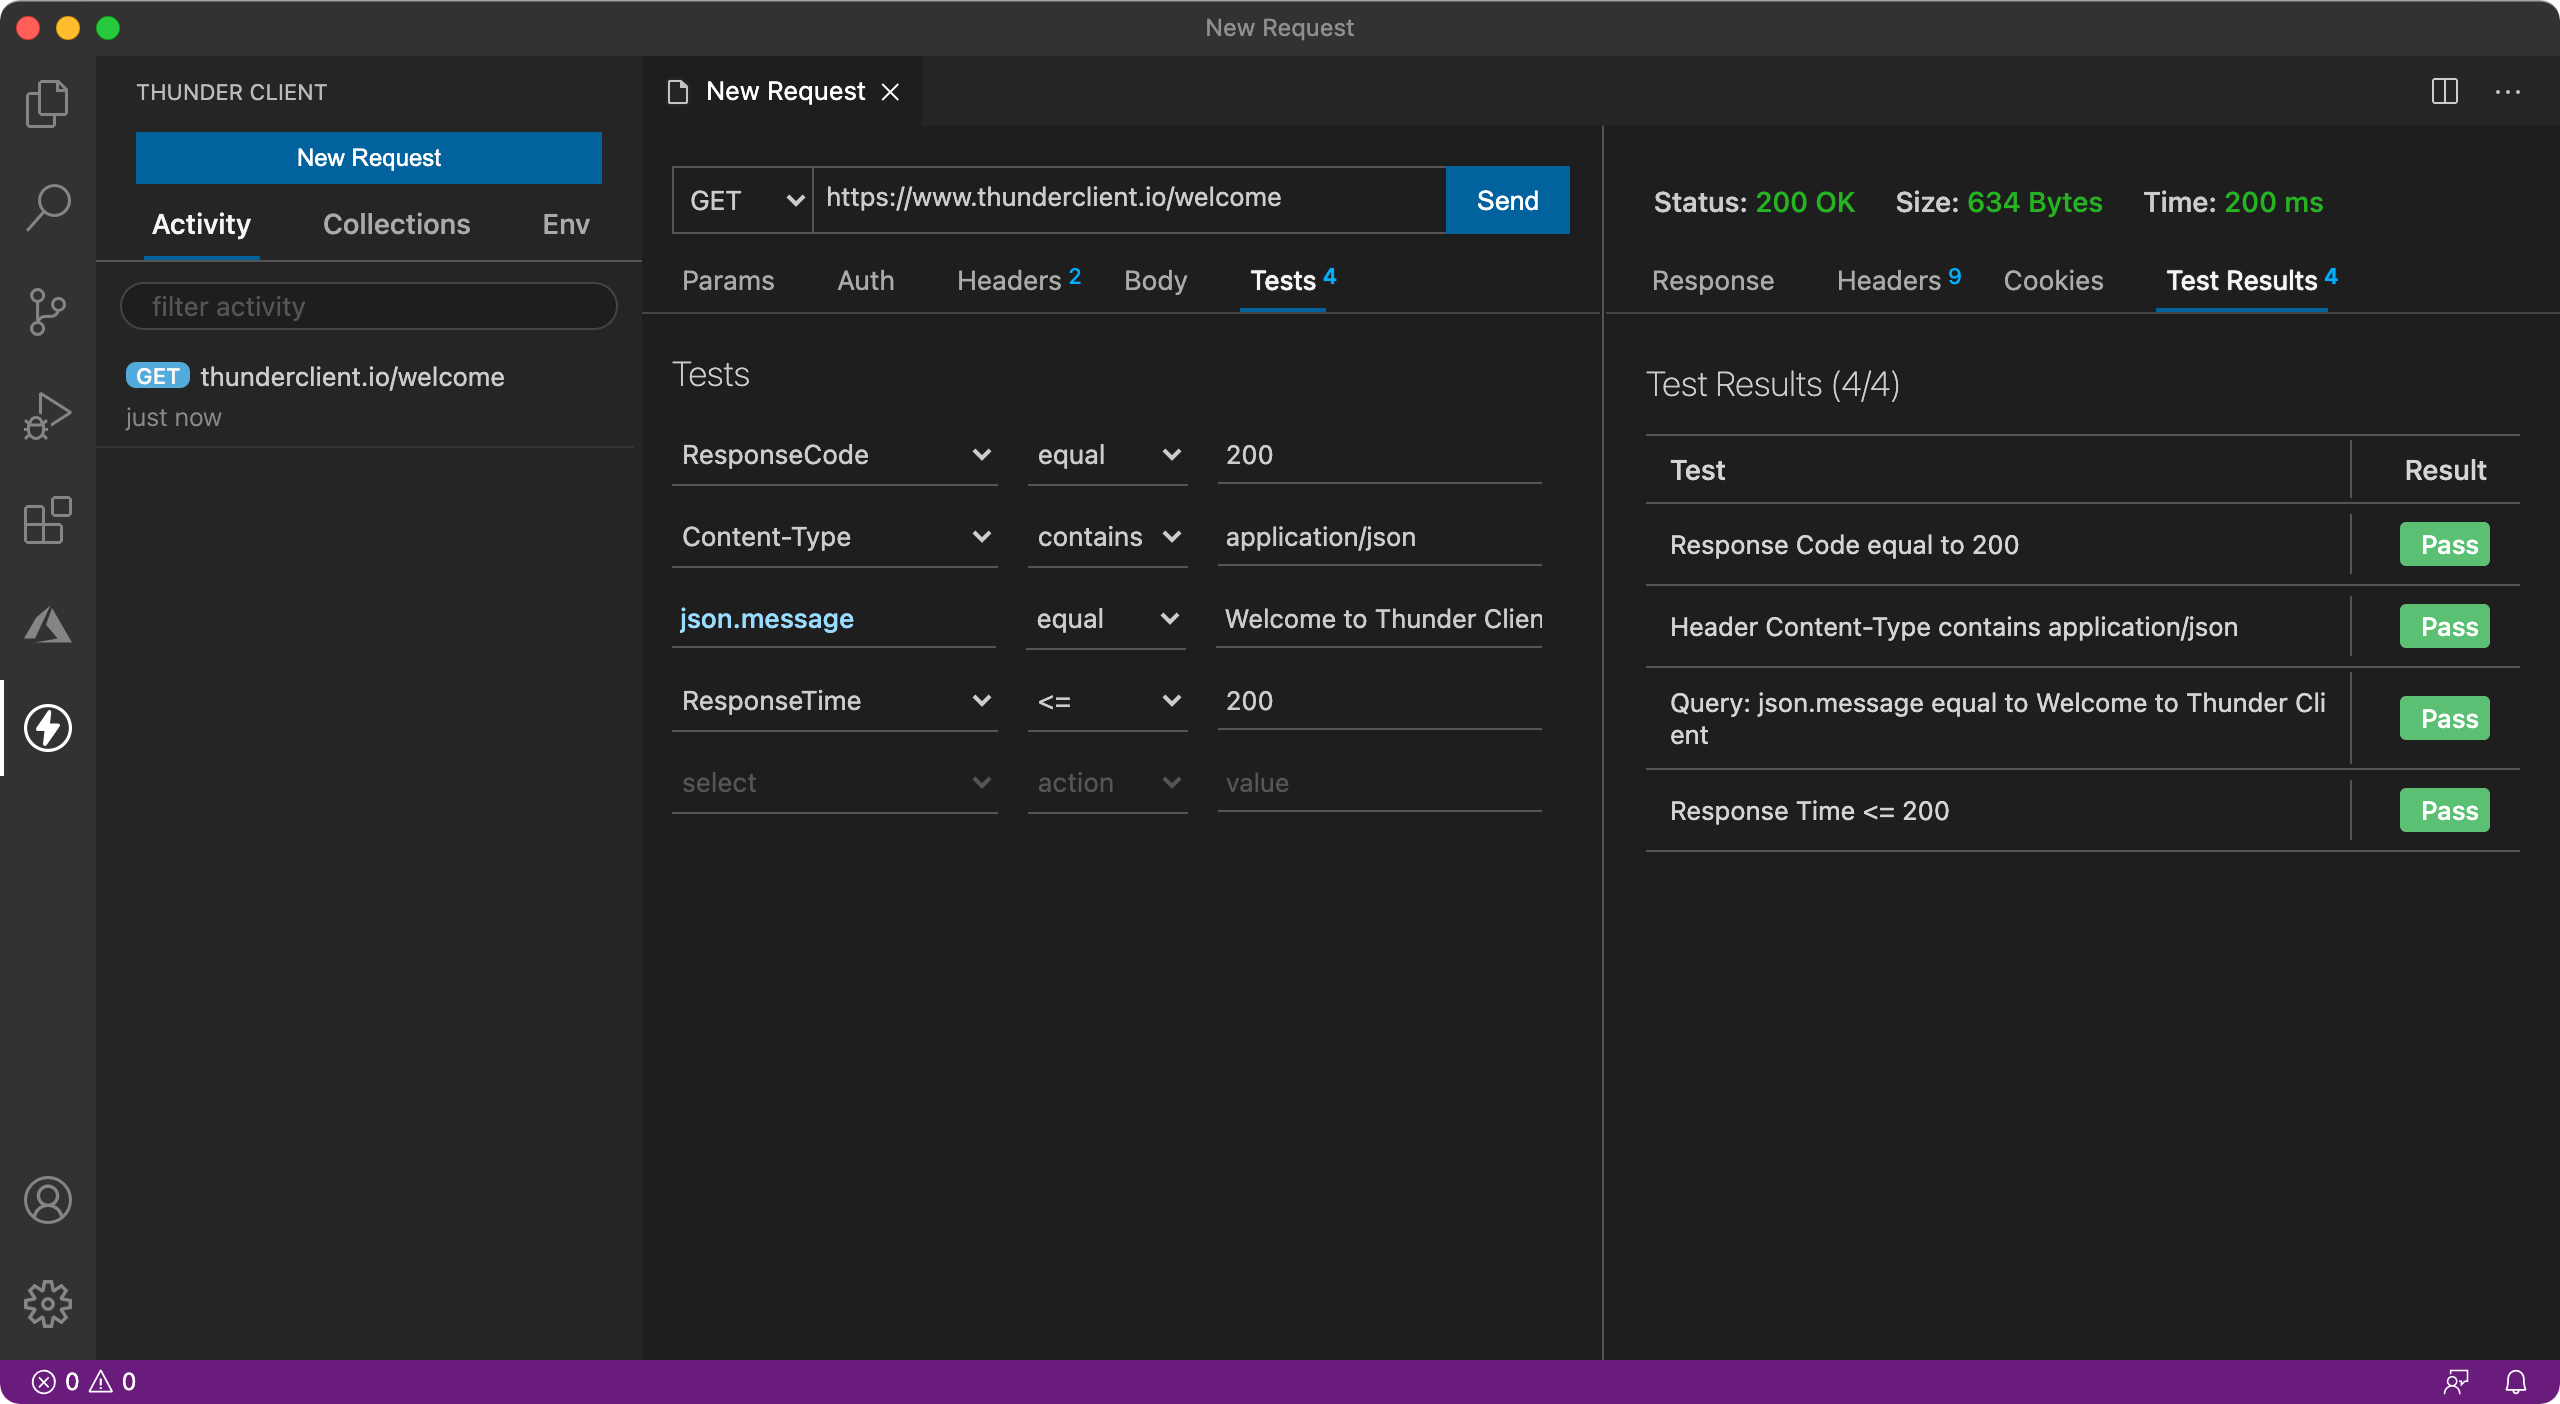 New Request
THUNDER CLIENT
New Request
Activity Collections Env
filter activity
GET thunderclient.io/welcome
just now
New Request
GET https://www.thunderclient.io/welcome Send
Params Auth Headers 2 Body Tests 4
Tests
ResponseCode equal 200
Content-Type contains application/json
json.message equal Welcome to Thunder Clien
ResponseTime <= 200
select action value
Status: 200 OK Size: 634 Bytes Time: 200 ms
Response Headers 9 Cookies Test Results 4
Test Results (4/4)
Test Result
Response Code equal to 200 Pass
Header Content-Type contains application/json Pass
Query: json.message equal to Welcome to Thunder Cli
ent Pass
Response Time <= 200 Pass
0 0